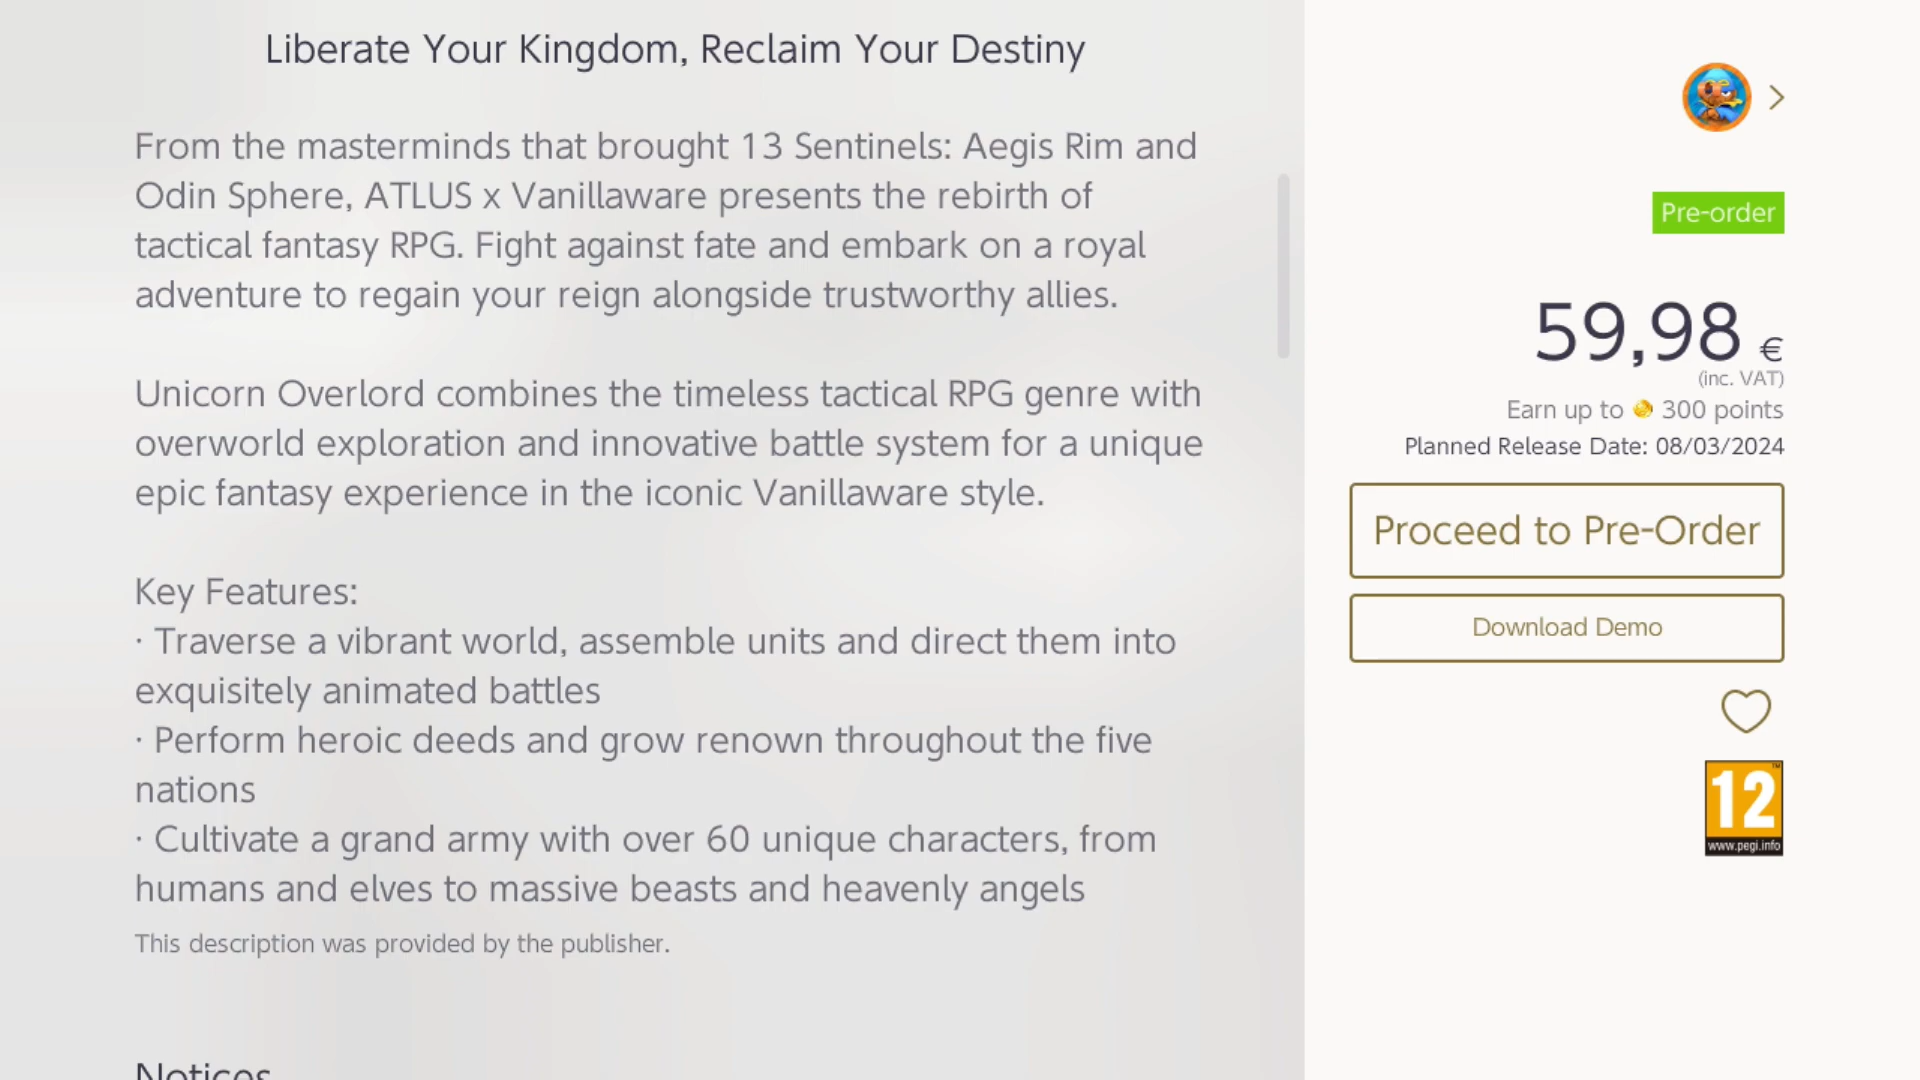 Liberate Your Kingdom, Reclaim Your Destiny
From the masterminds that brought 13 Sentinels: Aegis Rim and
Odin Sphere, ATLUS x Vanillaware presents the rebirth of
tactical fantasy RPG. Fight against fate and embark on a royal
adventure to regain your reign alongside trustworthy allies.
Unicorn Overlord combines the timeless tactical RPG genre with
overworld exploration and innovative battle system for a unique
epic fantasy experience in the iconic Vanillaware style.
Key Features:
· Traverse a vibrant world, assemble units and direct them into
exquisitely animated battles
· Perform heroic deeds and grow renown throughout the five
nations
· Cultivate a grand army with over 60 unique characters, from
humans and elves to massive beasts and heavenly angels
This description was provided by the publisher.
Notices
Pre-order
59,98 €
(inc. VAT)
Earn up to 300 points
Planned Release Date: 08/03/2024
Proceed to Pre-Order
Download Demo
12 ™
www.pegi.info